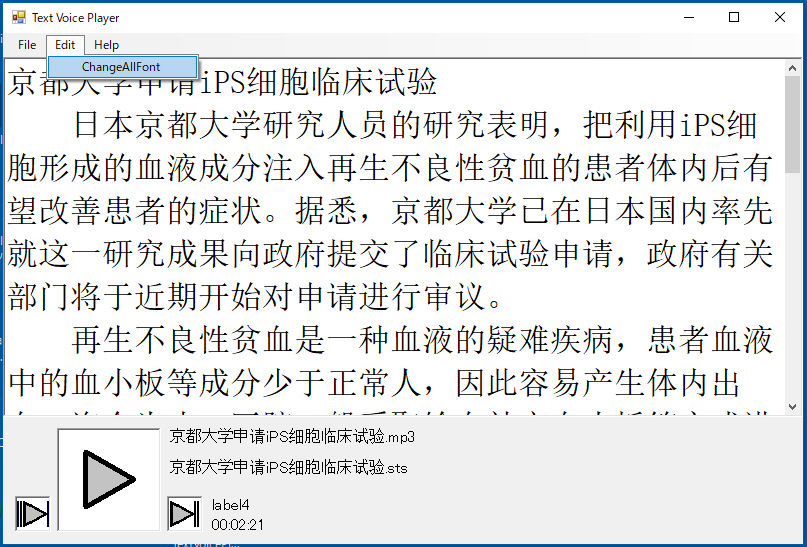 Text Voice Player
File Edit Help
ChangeAllFont
京都大学申请iPS细胞临床试验
日本京都大学研究人员的研究表明，把利用iPS细
胞形成的血液成分注入再生不良性贫血的患者体内后有
望改善患者的症状。据悉，京都大学已在日本国内率先
就这一研究成果向政府提交了临床试验申请，政府有关
部门将于近期开始对申请进行审议。
再生不良性贫血是一种血液的疑难疾病，患者血液
中的血小板等成分少于正常人，因此容易产生体内出
京都大学申请iPS细胞临床试验.mp3
京都大学申请iPS细胞临床试验.sts
label4
00:02:21